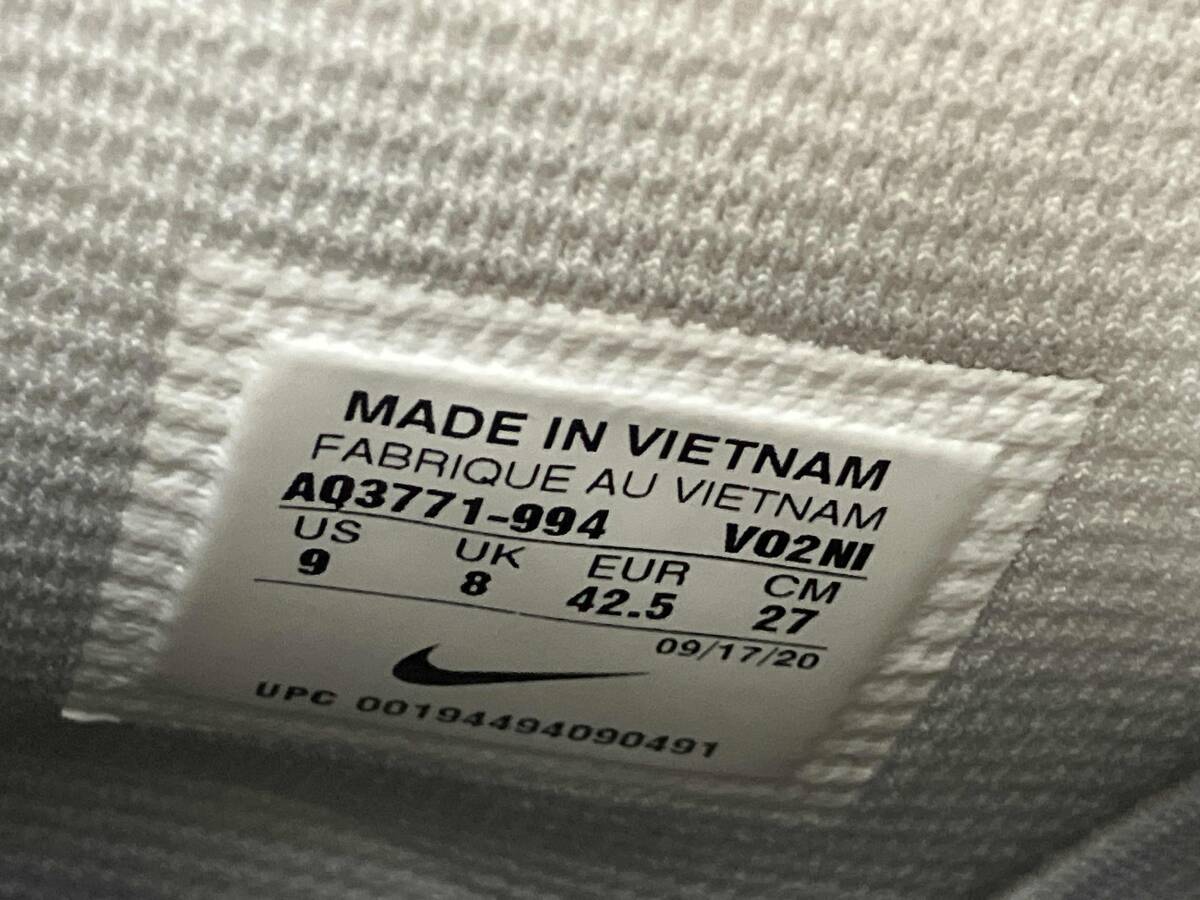 MADE IN VIETNAM
FABRIQUE AU VIETNAM
AQ3771-994 V02NI
US UK EUR CM
9 8 42.5 27
09/17/20
UPC 00194494090491